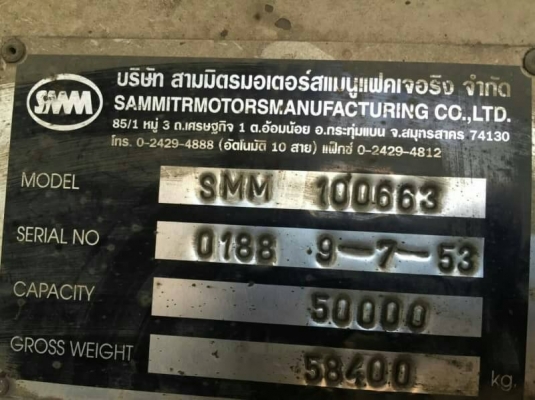 SMM
บริษัท สามมิตรมอเตอร์สแมนูแฟคเจอริง จำกัด
SAMMITRMOTORSMANUFACTURING CO.,LTD.
85/1 หมู่ 3 ถ.เศรษฐกิจ 1 ต.อ้อมน้อย อ.กระทุ่มแบน จ.สมุทรสาคร 74130
โทร. 0-2429-4888 (อัตโนมัติ 10 สาย) แฟ็กซ์ 0-2429-4812
MODEL SMM 100663
SERIAL NO 0188 9-7-53
CAPACITY 50000
GROSS WEIGHT 58400 kg.